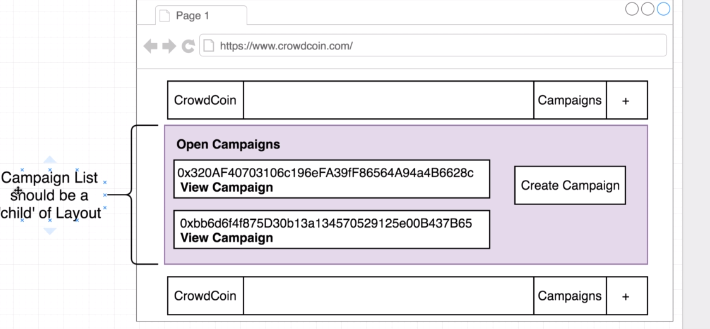 Page 1
https://www.crowdcoin.com/
CrowdCoin Campaigns +
Open Campaigns
0x320AF40703106c196eFA39fF86564A94a4B6628c
View Campaign
Create Campaign
0xbb6d6f4f875D30b13a134570529125e00B437B65
View Campaign
Campaign List
should be a
'child' of Layout
CrowdCoin Campaigns +